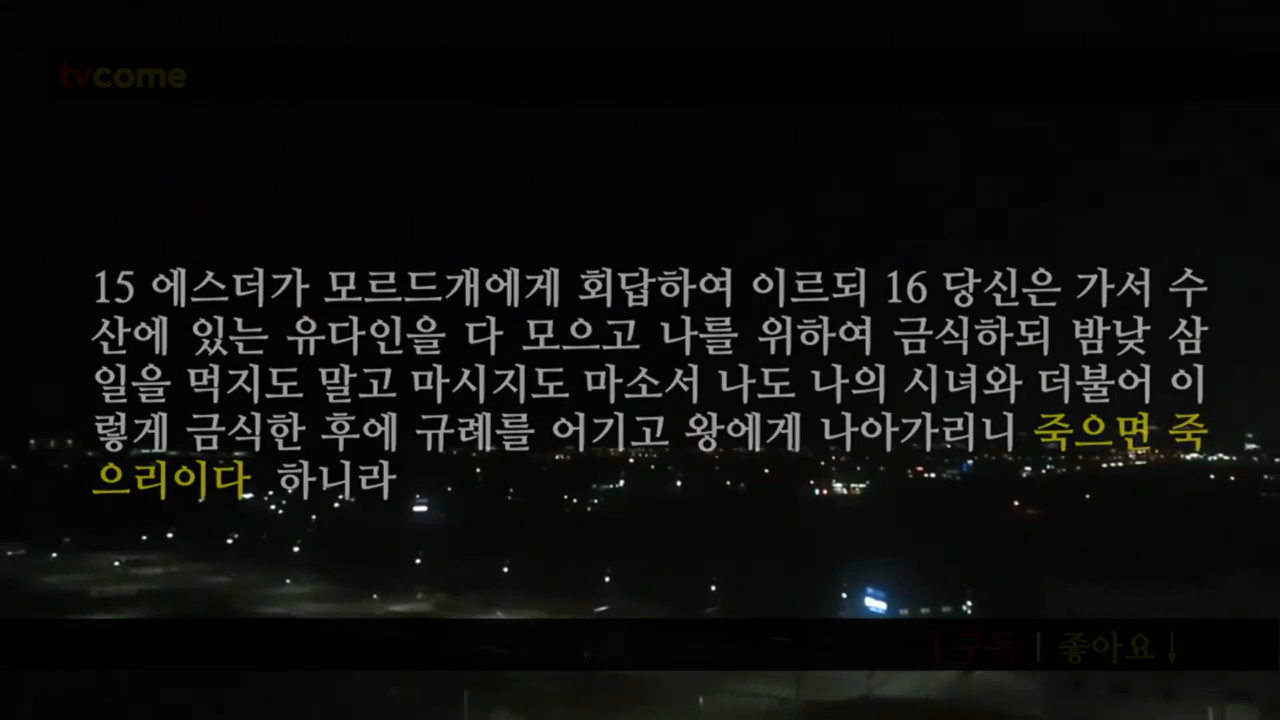 tvcome
15 에스더가 모르드개에게 회답하여 이르되 16 당신은 가서 수
산에 있는 유다인을 다 모으고 나를 위하여 금식하되 밤낮 삼
일을 먹지도 말고 마시지도 마소서 나도 나의 시녀와 더불어 이
렇게 금식한 후에 규례를 어기고 왕에게 나아가리니 죽으면 죽
으리이다 하니라
↓구독 | 좋아요↓